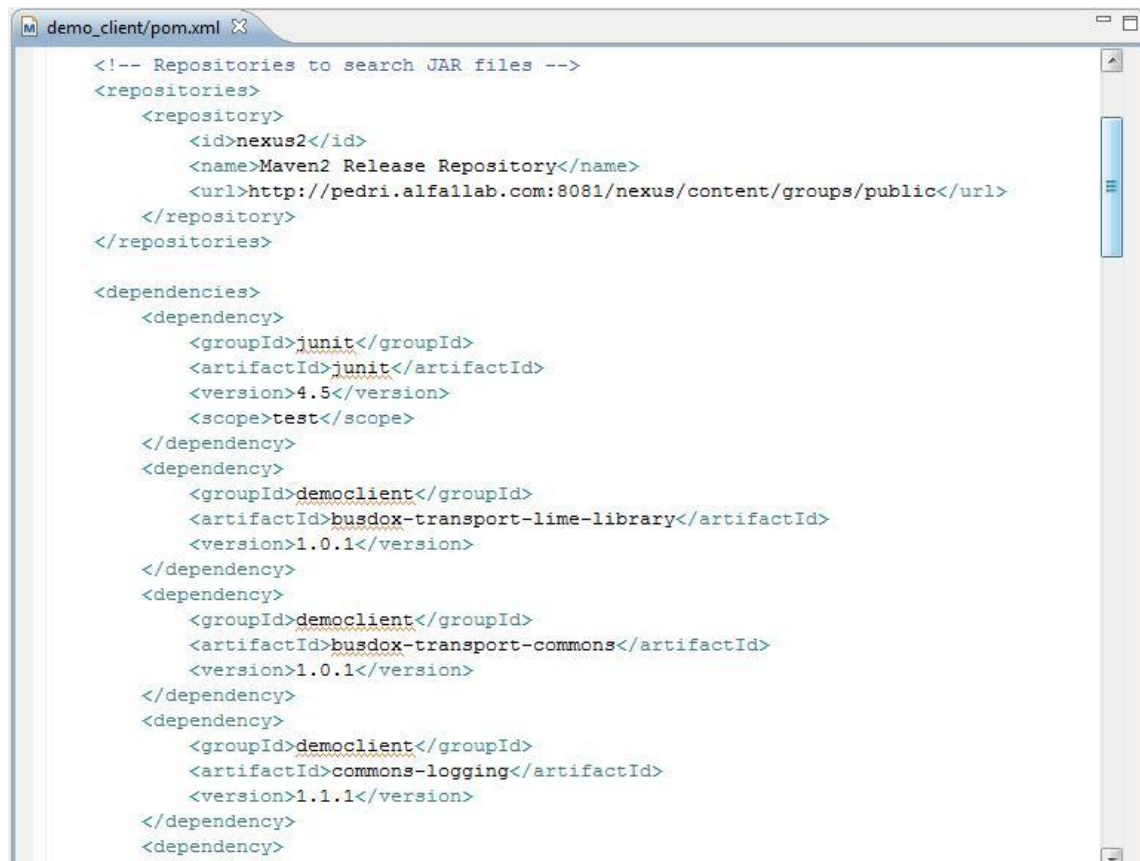 demo_client/pom.xml
<!-- Repositories to search JAR files -->
<repositories>
<repository>
<id>nexus2</id>
<name>Maven2 Release Repository</name>
<url>http://pedri.alfa1lab.com:8081/nexus/content/groups/public</url>
</repository>
</repositories>
<dependencies>
<dependency>
<groupId>junit</groupId>
<artifactId>junit</artifactId>
<version>4.5</version>
<scope>test</scope>
</dependency>
<dependency>
<groupId>democlient</groupId>
<artifactId>busdox-transport-lime-library</artifactId>
<version>1.0.1</version>
</dependency>
<dependency>
<groupId>democlient</groupId>
<artifactId>busdox-transport-commons</artifactId>
<version>1.0.1</version>
</dependency>
<dependency>
<groupId>democlient</groupId>
<artifactId>commons-logging</artifactId>
<version>1.1.1</version>
</dependency>
<dependency>